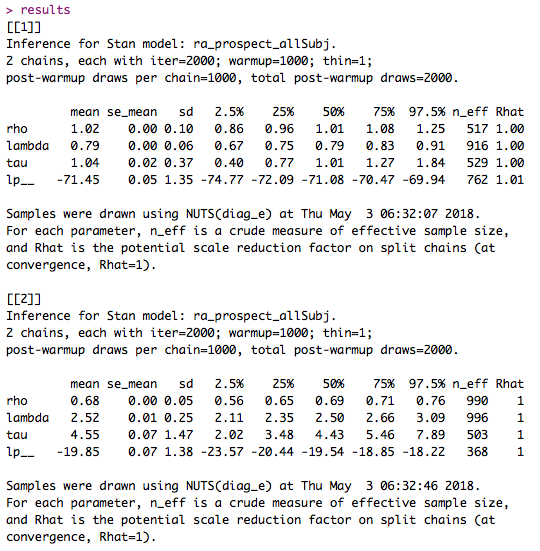 > results
[[1]]
Inference for Stan model: ra_prospect_allSubj.
2 chains, each with iter=2000; warmup=1000; thin=1;
post-warmup draws per chain=1000, total post-warmup draws=2000.

         mean se_mean   sd   2.5%    25%    50%    75%  97.5% n_eff Rhat
rho      1.02    0.00 0.10   0.86   0.96   1.01   1.08   1.25   517 1.00
lambda   0.79    0.00 0.06   0.67   0.75   0.79   0.83   0.91   916 1.00
tau      1.04    0.02 0.37   0.40   0.77   1.01   1.27   1.84   529 1.00
lp__   -71.45    0.05 1.35 -74.77 -72.09 -71.08 -70.47 -69.94   762 1.01

Samples were drawn using NUTS(diag_e) at Thu May  3 06:32:07 2018.
For each parameter, n_eff is a crude measure of effective sample size,
and Rhat is the potential scale reduction factor on split chains (at
convergence, Rhat=1).

[[2]]
Inference for Stan model: ra_prospect_allSubj.
2 chains, each with iter=2000; warmup=1000; thin=1;
post-warmup draws per chain=1000, total post-warmup draws=2000.

         mean se_mean   sd   2.5%    25%    50%    75%  97.5% n_eff Rhat
rho      0.68    0.00 0.05   0.56   0.65   0.69   0.71   0.76   990    1
lambda   2.52    0.01 0.25   2.11   2.35   2.50   2.66   3.09   996    1
tau      4.55    0.07 1.47   2.02   3.48   4.43   5.46   7.89   503    1
lp__   -19.85    0.07 1.38 -23.57 -20.44 -19.54 -18.85 -18.22   368    1

Samples were drawn using NUTS(diag_e) at Thu May  3 06:32:46 2018.
For each parameter, n_eff is a crude measure of effective sample size,
and Rhat is the potential scale reduction factor on split chains (at
convergence, Rhat=1).